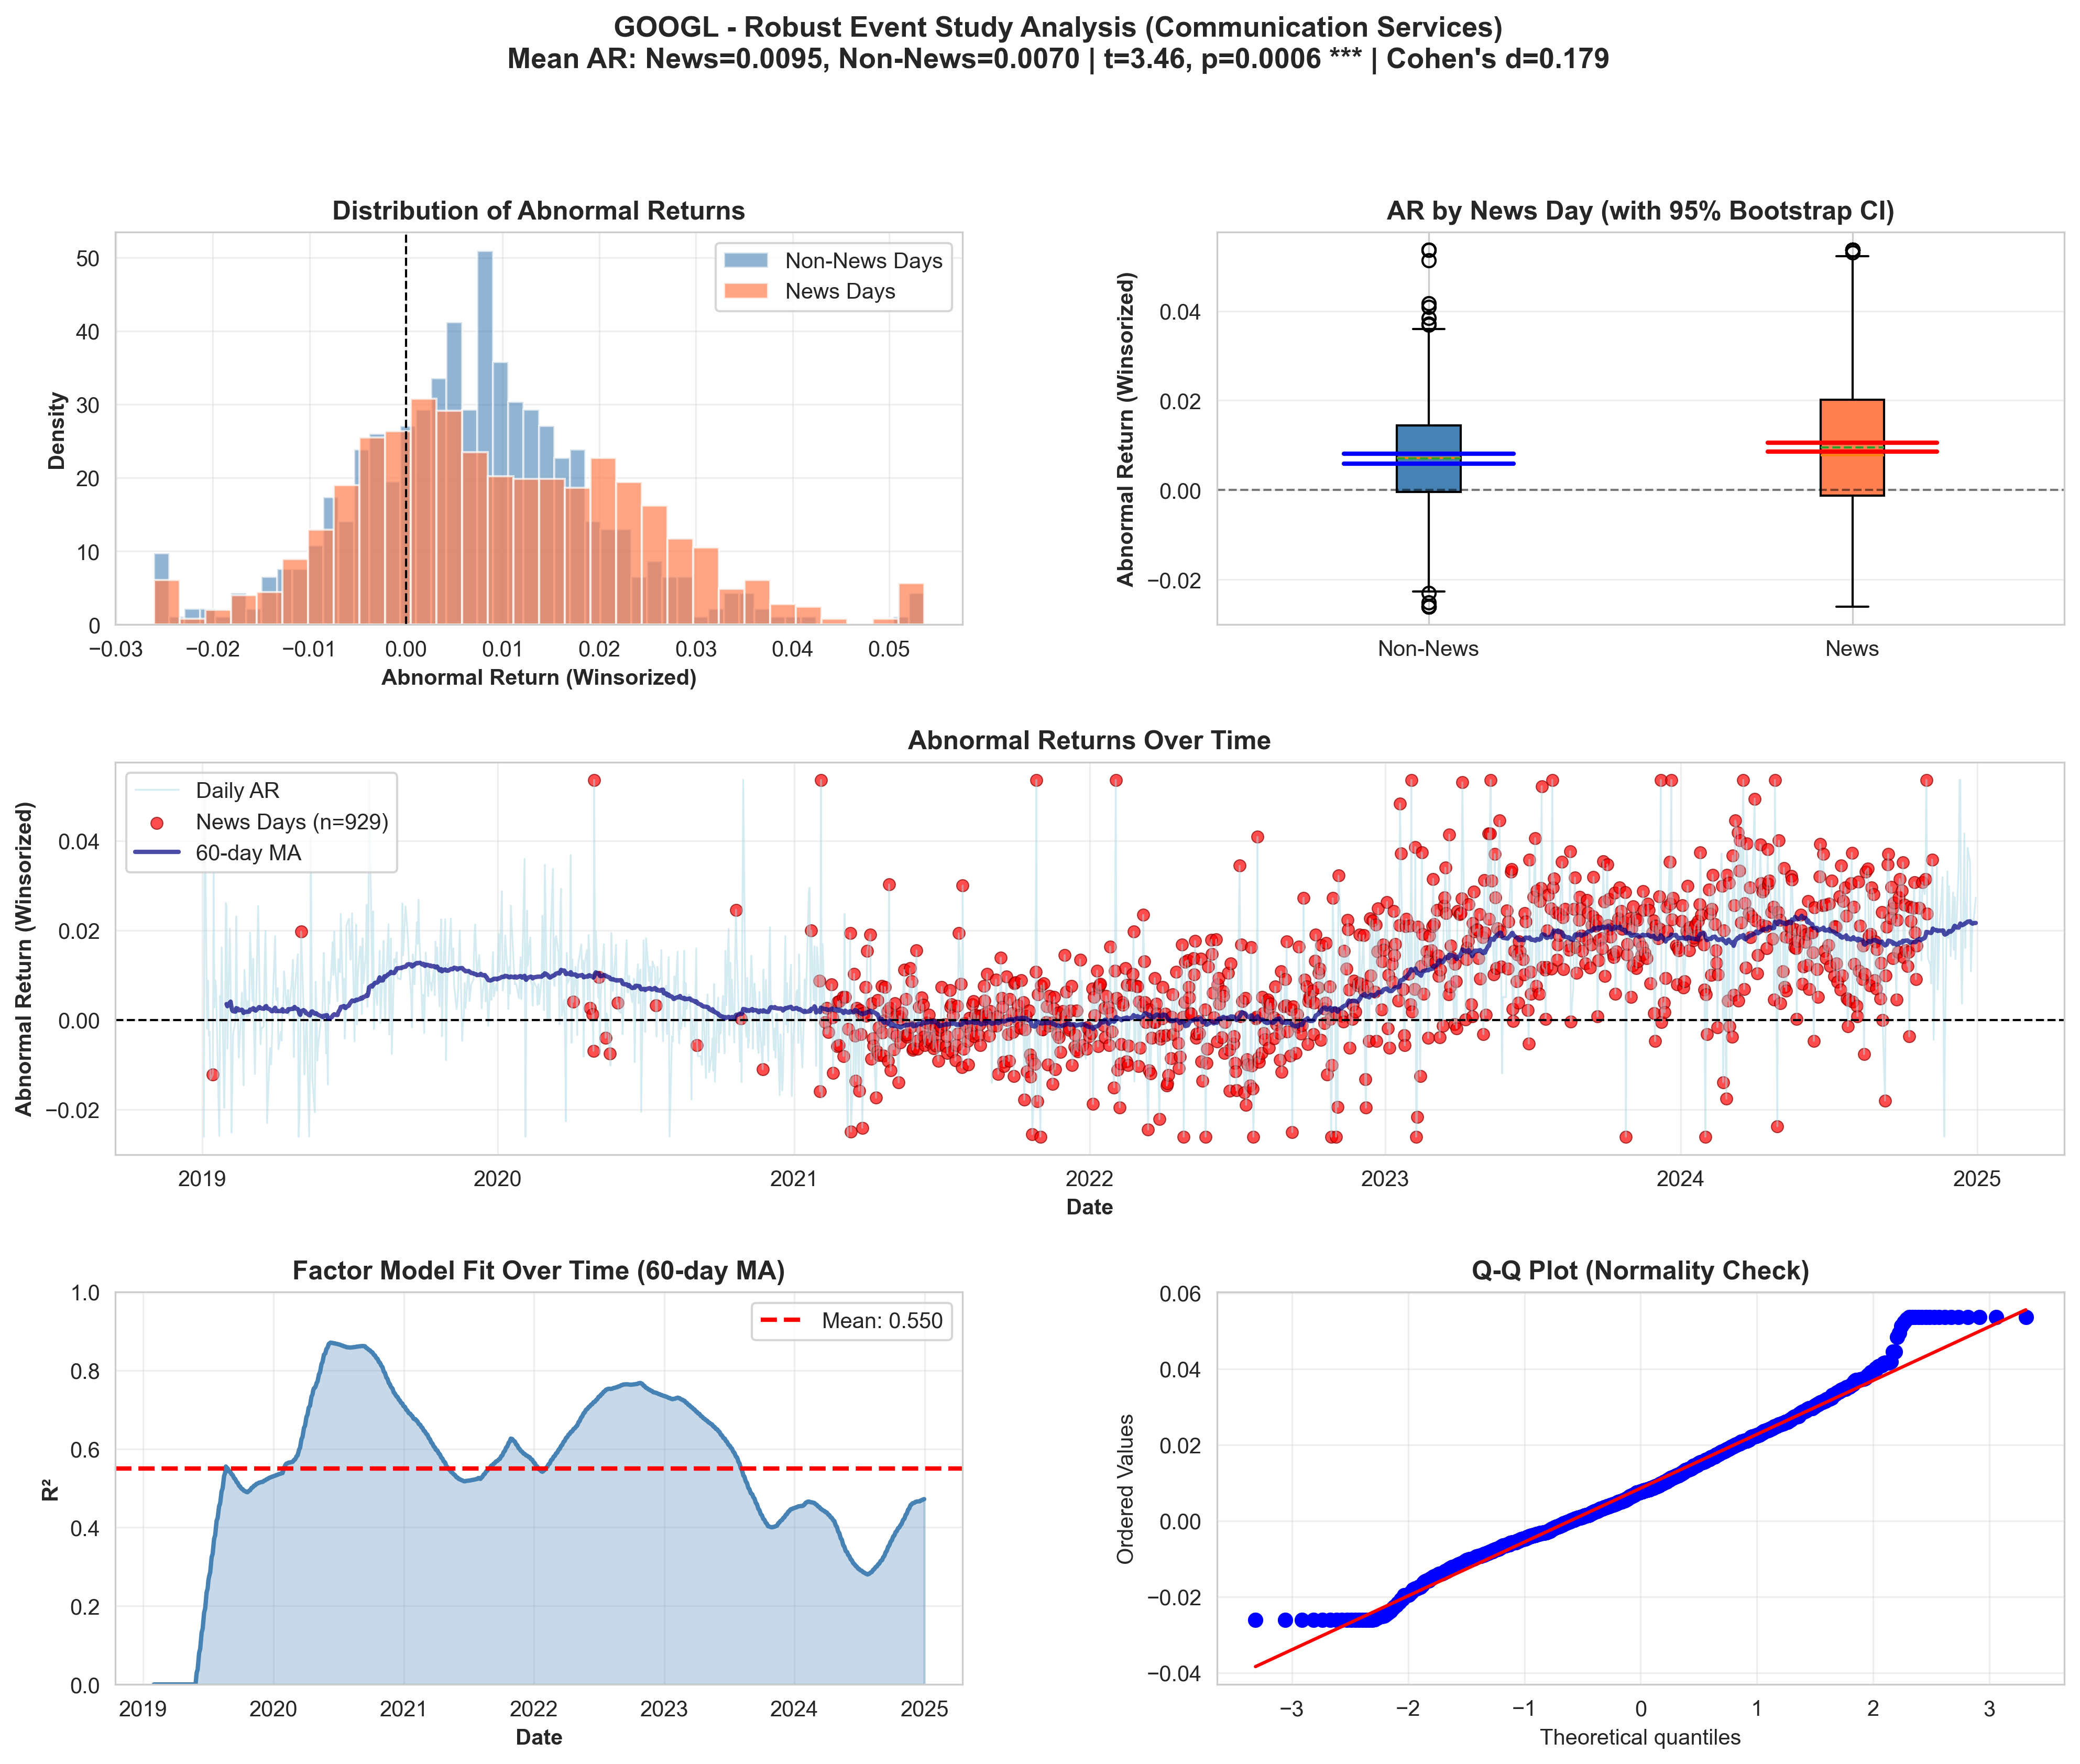 GOOGL - Robust Event Study Analysis (Communication Services)
Mean AR: News=0.0095, Non-News=0.0070 | t=3.46, p=0.0006 *** | Cohen's d=0.179
Distribution of Abnormal Returns
Density
50
40
30
20
10
0
Non-News Days
News Days
−0.03 −0.02 −0.01 0.00 0.01 0.02 0.03 0.04 0.05
Abnormal Return (Winsorized)
AR by News Day (with 95% Bootstrap CI)
Abnormal Return (Winsorized)
0.04
0.02
0.00
−0.02
Non-News News
Abnormal Returns Over Time
Abnormal Return (Winsorized)
0.04
0.02
0.00
−0.02
Daily AR
News Days (n=929)
60-day MA
2019 2020 2021 2022 2023 2024 2025
Date
Factor Model Fit Over Time (60-day MA)
R²
1.0
0.8
0.6
0.4
0.2
0.0
Mean: 0.550
2019 2020 2021 2022 2023 2024 2025
Date
Q-Q Plot (Normality Check)
Ordered Values
0.06
0.04
0.02
0.00
−0.02
−0.04
−3 −2 −1 0 1 2 3
Theoretical quantiles